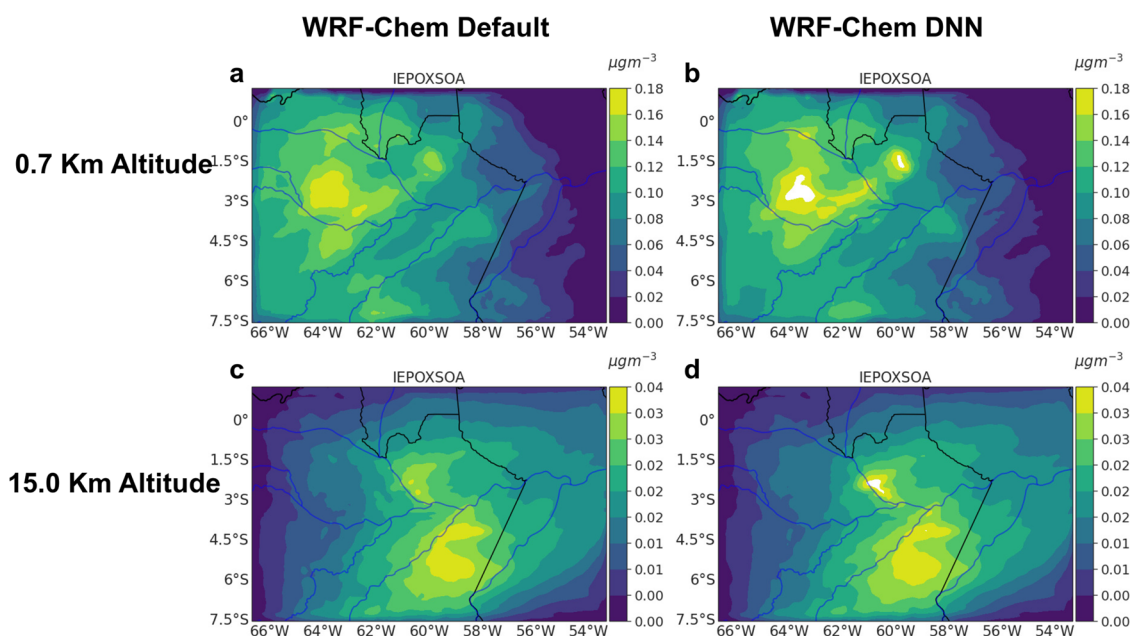 WRF-Chem Default
WRF-Chem DNN
a
IEPOXSOA
μgm⁻³
b
IEPOXSOA
μgm⁻³
0.7 Km Altitude
0°
1.5°S
3°S
4.5°S
6°S
7.5°S
66°W 64°W 62°W 60°W 58°W 56°W 54°W
0.18
0.16
0.14
0.12
0.10
0.08
0.06
0.04
0.02
0.00
0°
1.5°S
3°S
4.5°S
6°S
7.5°S
66°W 64°W 62°W 60°W 58°W 56°W 54°W
0.18
0.16
0.14
0.12
0.10
0.08
0.06
0.04
0.02
0.00
c
IEPOXSOA
μgm⁻³
d
IEPOXSOA
μgm⁻³
15.0 Km Altitude
0°
1.5°S
3°S
4.5°S
6°S
7.5°S
66°W 64°W 62°W 60°W 58°W 56°W 54°W
0.04
0.03
0.03
0.02
0.02
0.01
0.01
0.00
0.00
0°
1.5°S
3°S
4.5°S
6°S
7.5°S
66°W 64°W 62°W 60°W 58°W 56°W 54°W
0.04
0.03
0.03
0.02
0.02
0.01
0.01
0.00
0.00